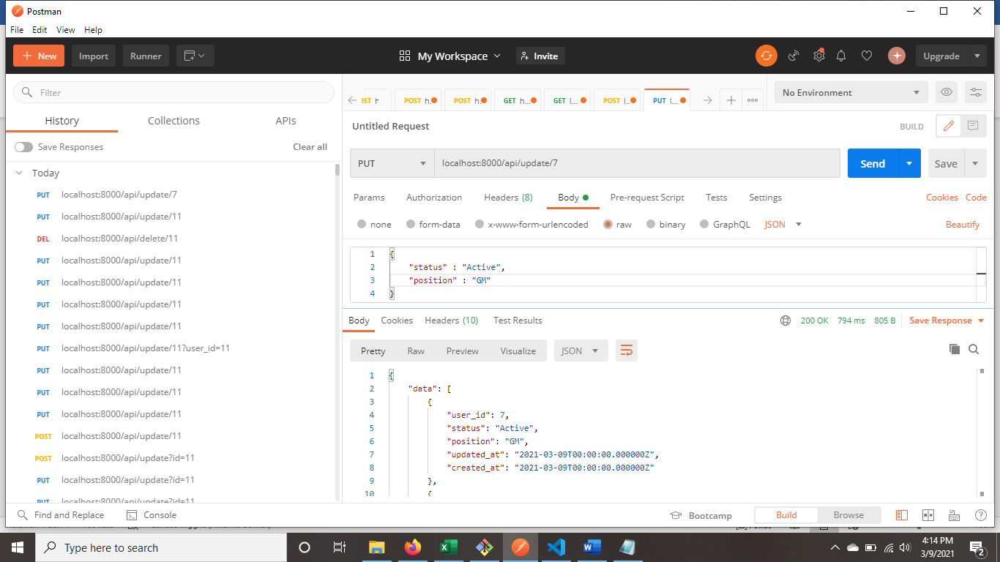 Postman
File Edit View Help
New Import Runner My Workspace Invite Upgrade
Filter
History Collections APIs
Save Responses Clear all
Today
PUT localhost:8000/api/update/7
PUT localhost:8000/api/update/11
DEL localhost:8000/api/delete/11
PUT localhost:8000/api/update/11
PUT localhost:8000/api/update/11
PUT localhost:8000/api/update/11
PUT localhost:8000/api/update/11
PUT localhost:8000/api/update/11?user_id=11
PUT localhost:8000/api/update/11
PUT localhost:8000/api/update/11
PUT localhost:8000/api/update/11
POST localhost:8000/api/update/11
POST localhost:8000/api/update?id=11
PUT localhost:8000/api/update?id=11
PUT localhost:8000/api/update?id=11
Find and Replace Console
OST h POST h. POST h. GET h... GET l... POST l.. PUT l...
No Environment
Untitled Request BUILD
PUT localhost:8000/api/update/7 Send Save
Params Authorization Headers (8) Body Pre-request Script Tests Settings Cookies Code
none form-data x-www-form-urlencoded raw binary GraphQL JSON Beautify
1 {
2 "status" : "Active",
3 "position" : "GM"
4 }
Body Cookies Headers (10) Test Results 200 OK 794 ms 805 B Save Response
Pretty Raw Preview Visualize JSON
1 {
2 "data": [
3 {
4 "user_id": 7,
5 "status": "Active",
6 "position": "GM",
7 "updated_at": "2021-03-09T00:00:00.000000Z",
8 "created_at": "2021-03-09T00:00:00.000000Z"
9 },
10 {
Bootcamp Build Browse
Type here to search
4:14 PM
3/9/2021
2